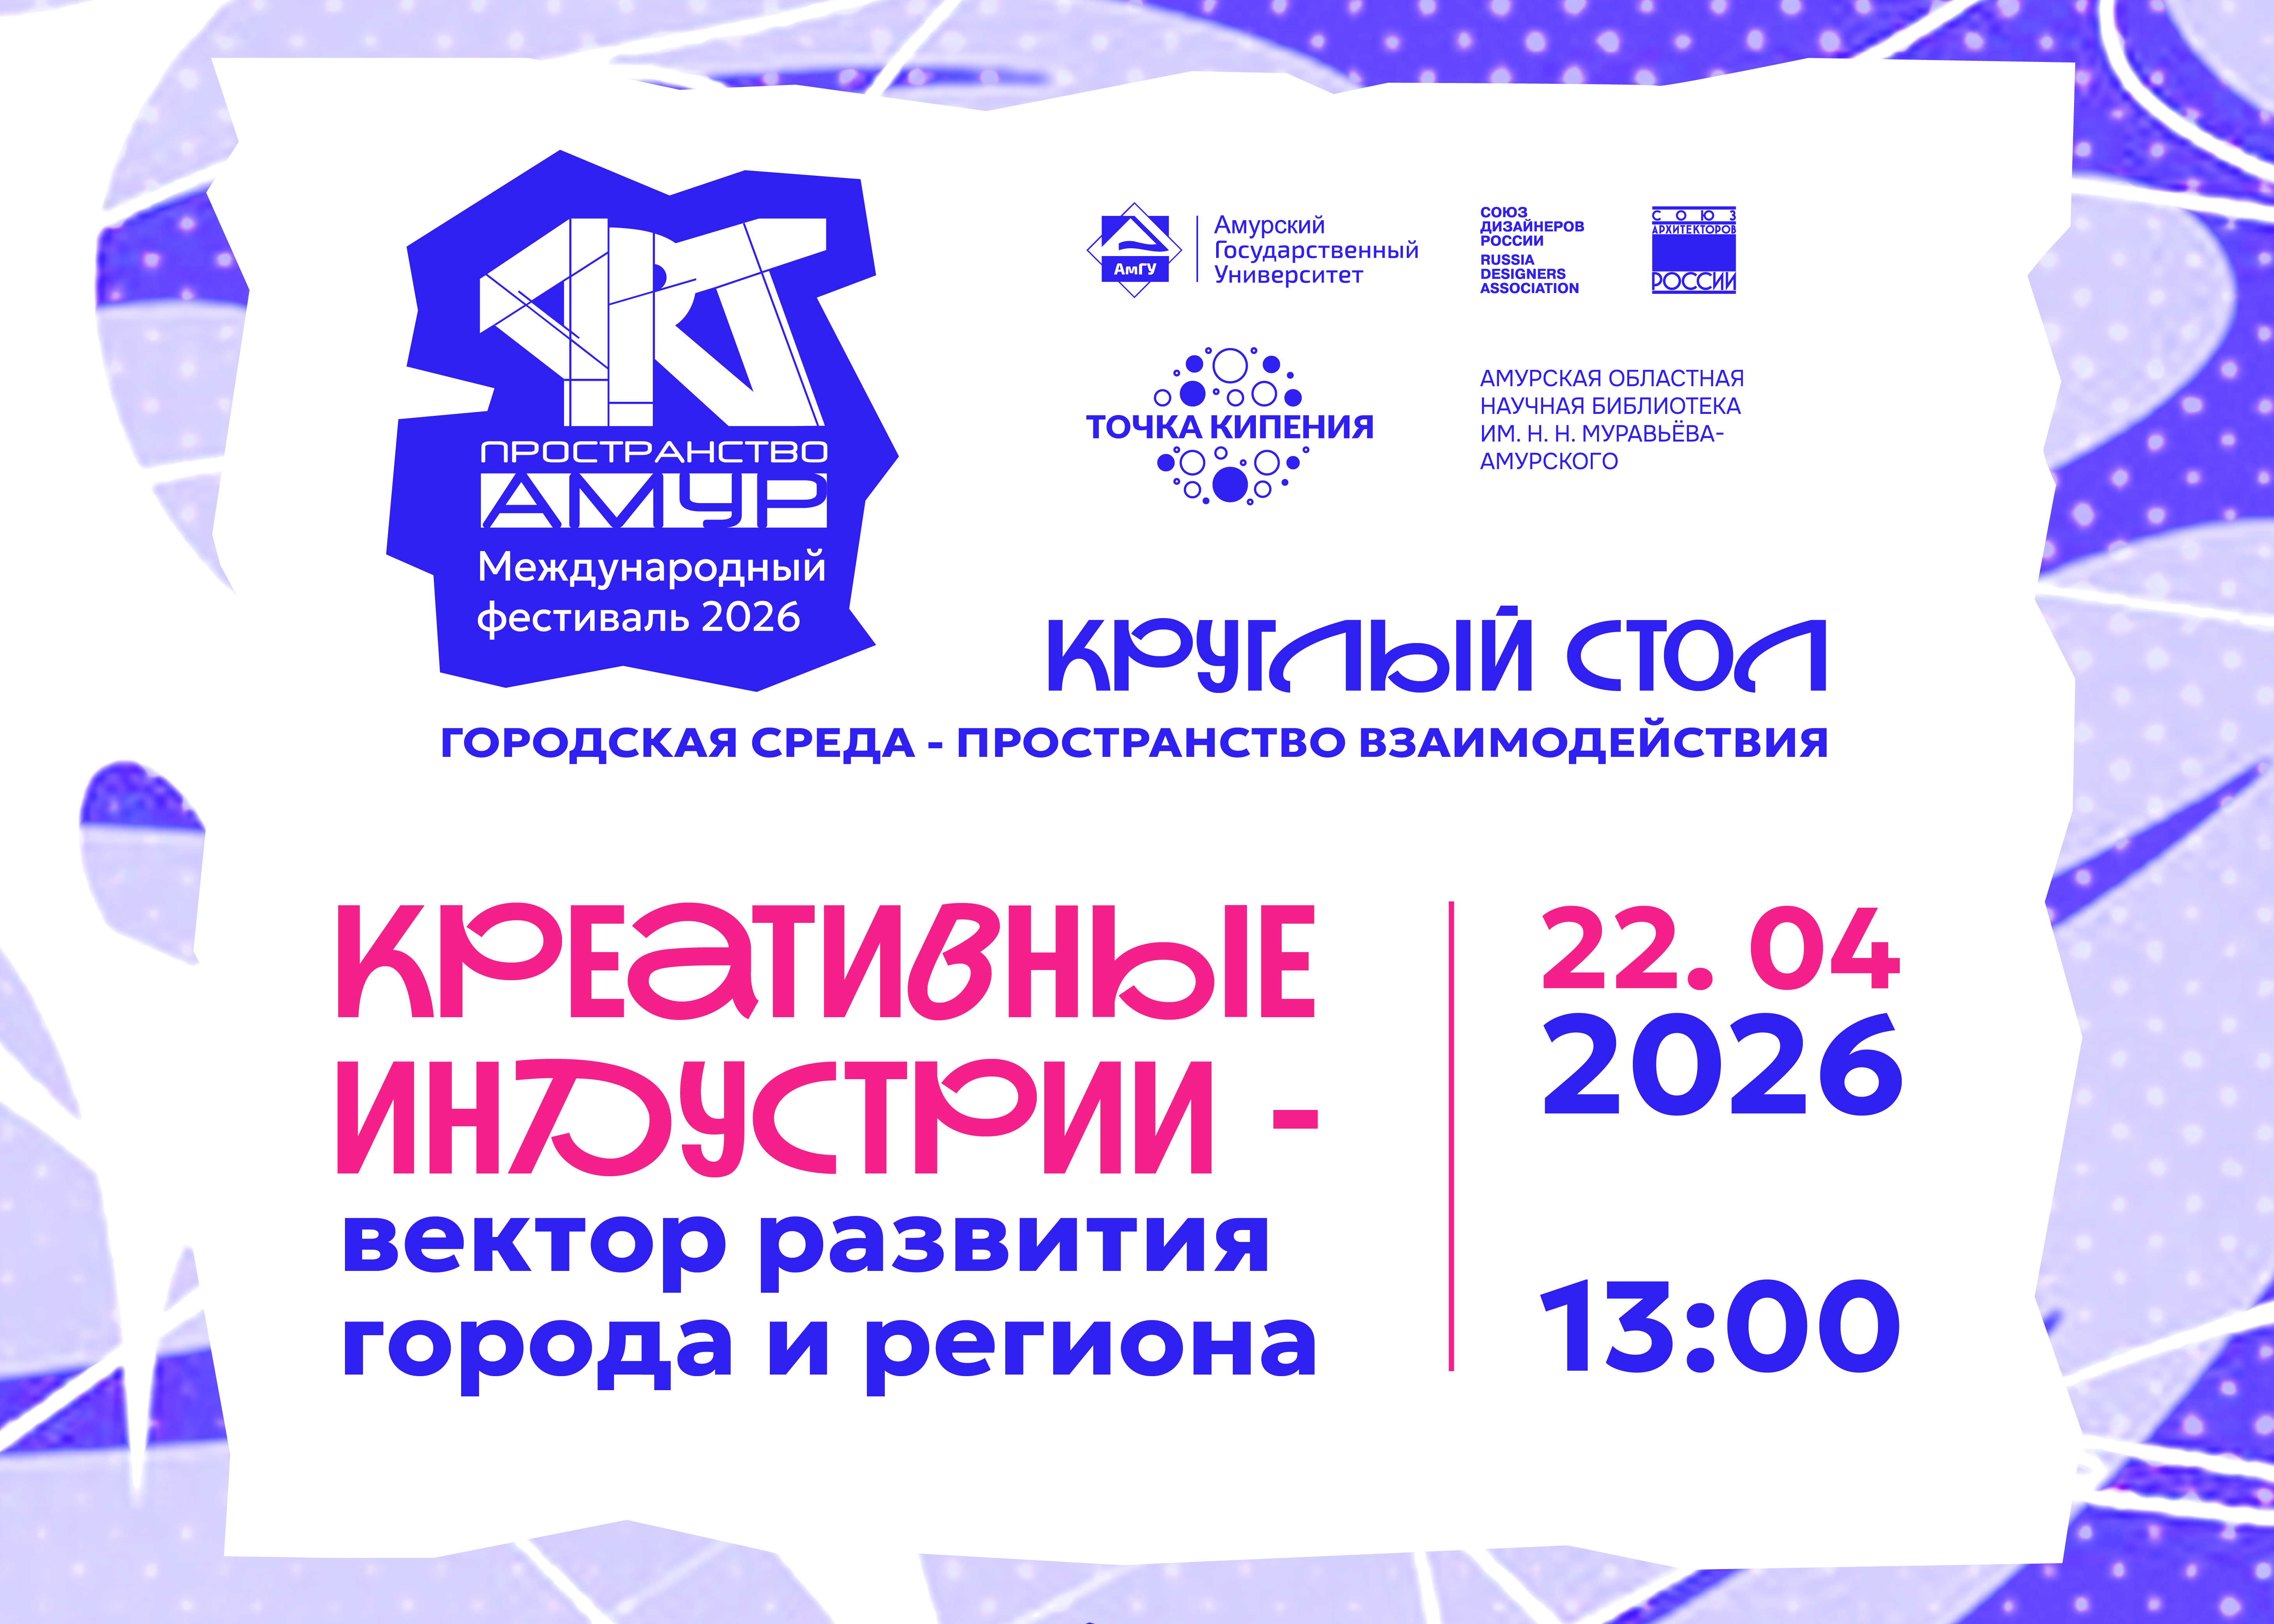 АРТ
ПРОСТРАНСТВО
АМУР
Международный
фестиваль 2026
АмГУ
Амурский
Государственный
Университет
СОЮЗ
ДИЗАЙНЕРОВ
РОССИИ
RUSSIA
DESIGNERS
ASSOCIATION
СОЮЗ
АРХИТЕКТОРОВ
РОССИИ
ТОЧКА КИПЕНИЯ
АМУРСКАЯ ОБЛАСТНАЯ
НАУЧНАЯ БИБЛИОТЕКА
ИМ. Н. Н. МУРАВЬЁВА-
АМУРСКОГО
КРУГЛЫЙ СТОЛ
ГОРОДСКАЯ СРЕДА - ПРОСТРАНСТВО ВЗАИМОДЕЙСТВИЯ
КРЕАТИВНЫЕ
ИНДУСТРИИ -
вектор развития
города и региона
22. 04
2026
13:00